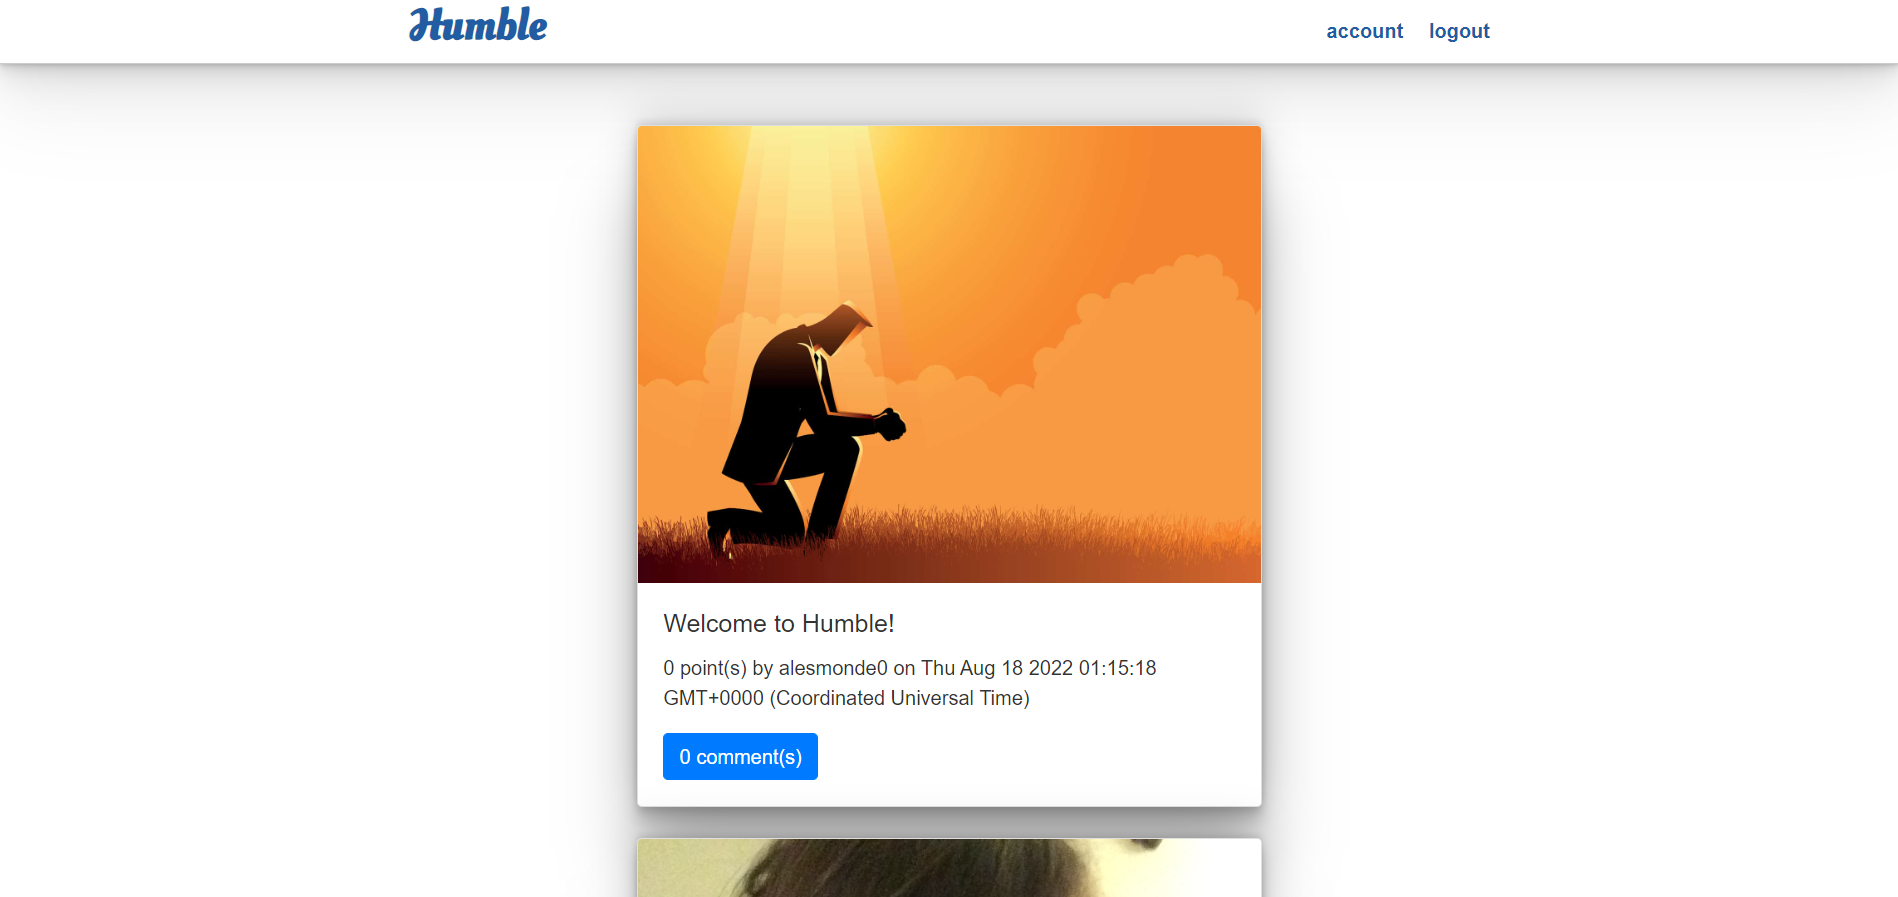 Humble
account
logout
Welcome to Humble!
0 point(s) by alesmonde0 on Thu Aug 18 2022 01:15:18
GMT+0000 (Coordinated Universal Time)
0 comment(s)